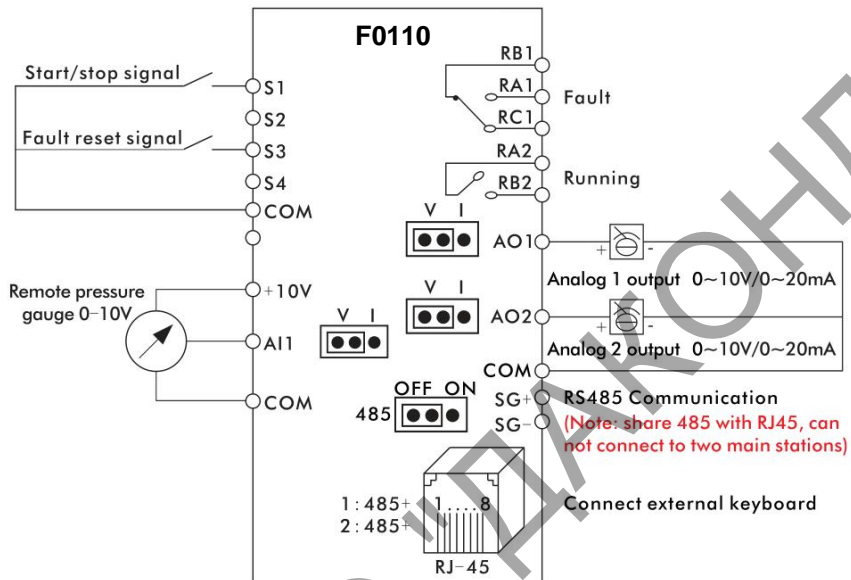 F0110
Start/stop signal
Fault reset signal
S1
S2
S3
S4
COM
+10V
Remote pressure
gauge 0-10V
AI1
COM
RB1
RA1
RC1
Fault
RA2
RB2
Running
V I
AO1
+ -
Analog 1 output 0~10V/0~20mA
V I
AO2
+ -
Analog 2 output 0~10V/0~20mA
V I
COM
OFF ON
485
SG+
SG-
RS485 Communication
(Note: share 485 with RJ45, can
not connect to two main stations)
1 : 485+
2 : 485+
1 . . . . 8
RJ-45
Connect external keyboard
"ДАКОНД